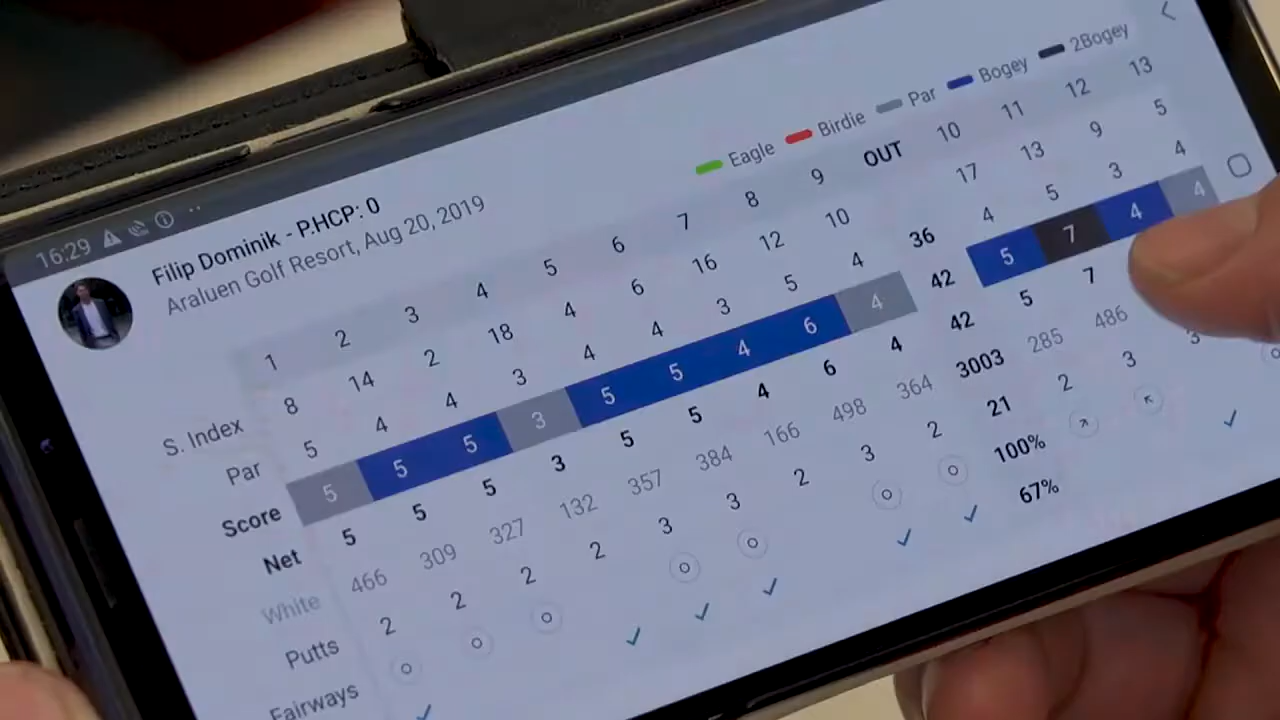 16:29
Filip Dominik - P.HCP: 0
Araluen Golf Resort, Aug 20, 2019
Eagle Birdie Par Bogey 2Bogey
1 2 3 4 5 6 7 8 9 OUT 10 11 12 13
S. Index 8 14 2 18 4 6 16 12 10 17 13 9 5
Par 5 4 4 3 4 4 3 5 4 36 4 5 3 4
Score 5 5 5 3 5 5 4 6 4 42 5 7 4 4
Net 5 5 5 3 5 5 4 6 4 42 5 7
White 466 309 327 132 357 384 166 498 364 3003 285 486
Putts 2 2 2 2 3 3 2 3 2 21 2 3 3
Fairways 100%
67%